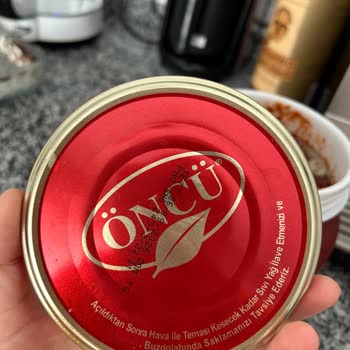 ÖNCÜ®
Açıldıktan Sonra Hava ile Teması Kesecek Kadar Sıvı Yağ İlave Etmenizi ve
Buzdolabında Saklamanızı Tavsiye Ederiz.